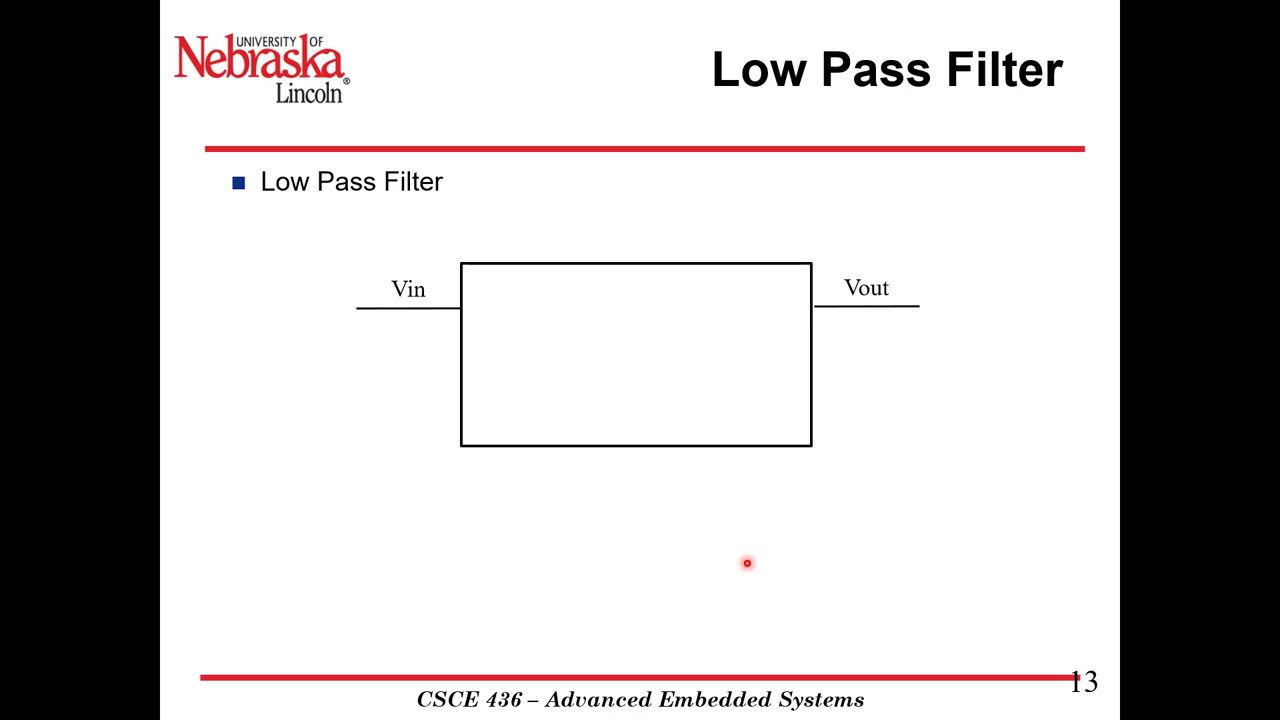 UNIVERSITY OF
Nebraska®
Lincoln
Low Pass Filter
Low Pass Filter
Vin
Vout
13
CSCE 436 – Advanced Embedded Systems